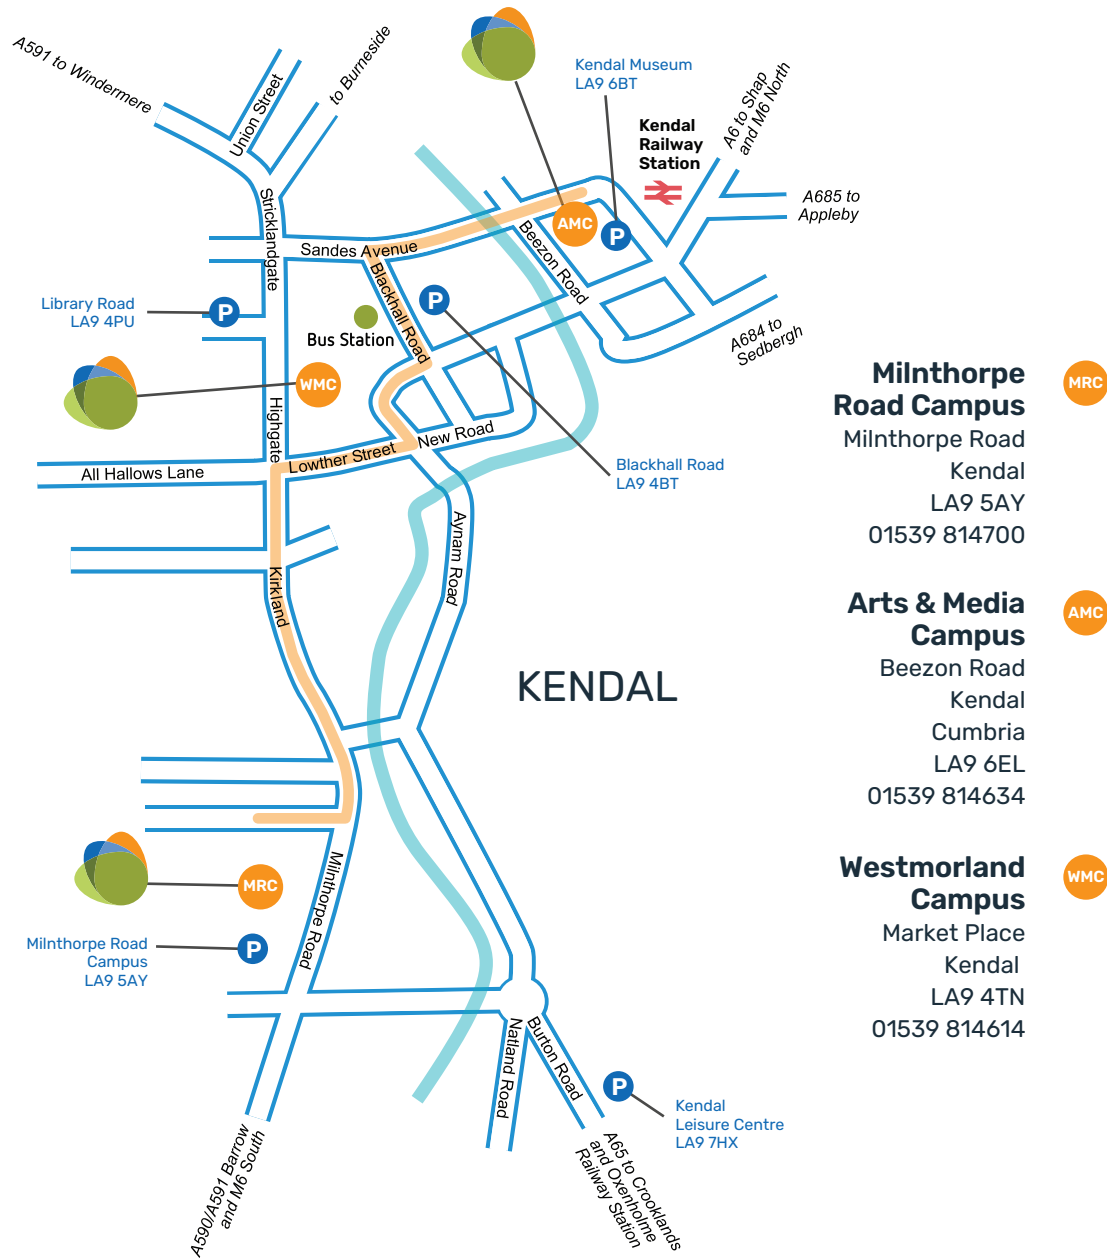 A591 to Windermere
Union Street
to Burneside
Kendal Museum
LA9 6BT
Kendal
Railway
Station
A6 to Shap
and M6 North
A685 to
Appleby
Stricklandgate
Sandes Avenue
AMC
P
Beezon Road
Blackhall Road
P
Library Road
LA9 4PU
P
Bus Station
A684 to
Sedbergh
WMC
Highgate
All Hallows Lane
Lowther Street
New Road
Blackhall Road
LA9 4BT
Aynam Road
Kirkland
KENDAL
MRC
Milnthorpe Road
Milnthorpe Road
Campus
LA9 5AY
P
Natland Road
Burton Road
P
Kendal
Leisure Centre
LA9 7HX
A590/A591 Barrow
and M6 South
A65 to Crooklands
and Oxenholme
Railway Station
Milnthorpe
Road Campus
MRC
Milnthorpe Road
Kendal
LA9 5AY
01539 814700
Arts & Media
Campus
AMC
Beezon Road
Kendal
Cumbria
LA9 6EL
01539 814634
Westmorland
Campus
WMC
Market Place
Kendal
LA9 4TN
01539 814614